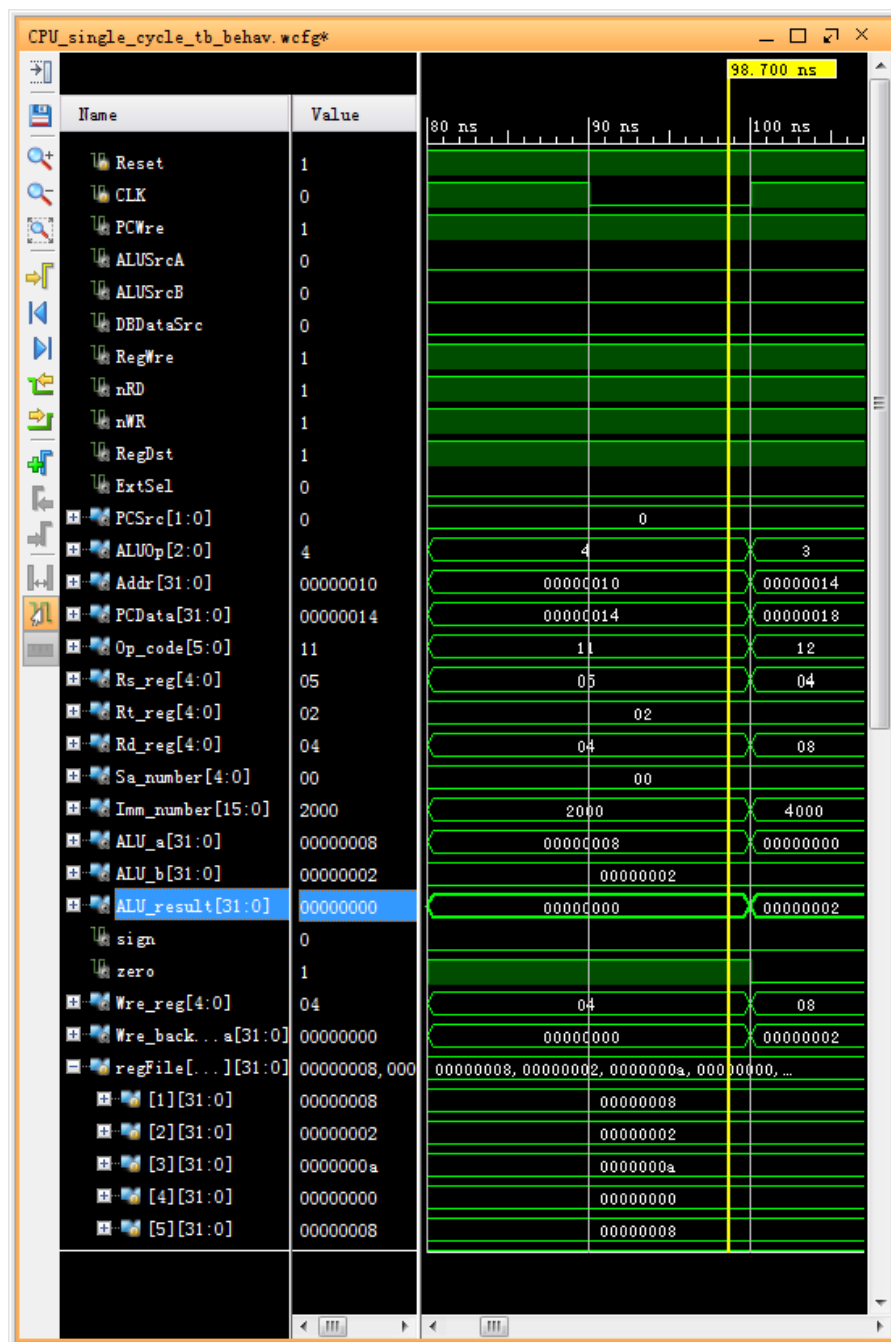 CPU_single_cycle_tb_behav.wcfg*
98.700 ns
Name Value 80 ns 90 ns 100 ns
Reset 1
CLK 0
PCWre 1
ALUSrcA 0
ALUSrcB 0
DBDataSrc 0
RegWre 1
nRD 1
nWR 1
RegDst 1
ExtSel 0
PCSrc[1:0] 0 0
ALUOp[2:0] 4 4 3
Addr[31:0] 00000010 00000010 00000014
PCData[31:0] 00000014 00000014 00000018
Op_code[5:0] 11 11 12
Rs_reg[4:0] 05 05 04
Rt_reg[4:0] 02 02
Rd_reg[4:0] 04 04 08
Sa_number[4:0] 00 00
Imm_number[15:0] 2000 2000 4000
ALU_a[31:0] 00000008 00000008 00000000
ALU_b[31:0] 00000002 00000002
ALU_result[31:0] 00000000 00000000 00000002
sign 0
zero 1
Wre_reg[4:0] 04 04 08
Wre_back...a[31:0] 00000000 00000000 00000002
regFile[...][31:0] 00000008,000 00000008, 00000002, 0000000a, 00000000, ...
[1][31:0] 00000008 00000008
[2][31:0] 00000002 00000002
[3][31:0] 0000000a 0000000a
[4][31:0] 00000000 00000000
[5][31:0] 00000008 00000008